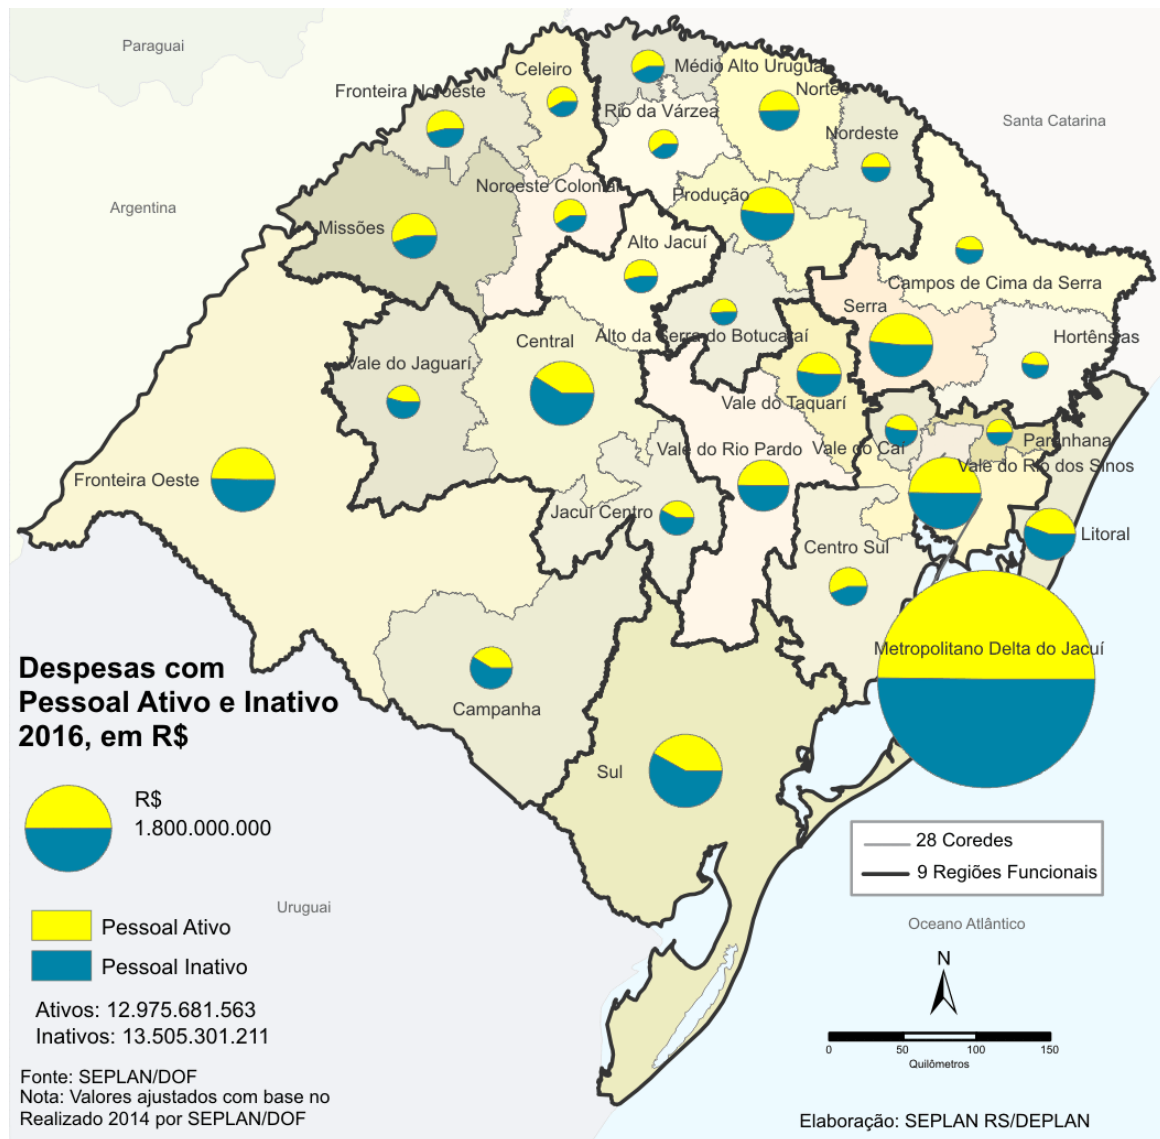 Paraguai
Santa Catarina
Argentina
Celeiro
Médio Alto Uruguai
Fronteira Noroeste
Norte
Rio da Várzea
Nordeste
Noroeste Colonial
Produção
Missões
Alto Jacuí
Campos de Cima da Serra
Serra
Central
Alto da Serra do Botucaraí
Hortênsias
Vale do Jaguarí
Vale do Taquarí
Parenhana
Vale do Rio Pardo
Vale do Caí
Vale do Rio dos Sinos
Fronteira Oeste
Jacuí Centro
Litoral
Centro Sul
Metropolitano Delta do Jacuí
Campanha
Sul
Despesas com
Pessoal Ativo e Inativo
2016, em R$
R$
1.800.000.000
28 Coredes
9 Regiões Funcionais
Uruguai
Oceano Atlântico
Pessoal Ativo
Pessoal Inativo
N
Ativos: 12.975.681.563
Inativos: 13.505.301.211
0 50 100 150
Quilômetros
Fonte: SEPLAN/DOF
Nota: Valores ajustados com base no
Realizado 2014 por SEPLAN/DOF
Elaboração: SEPLAN RS/DEPLAN